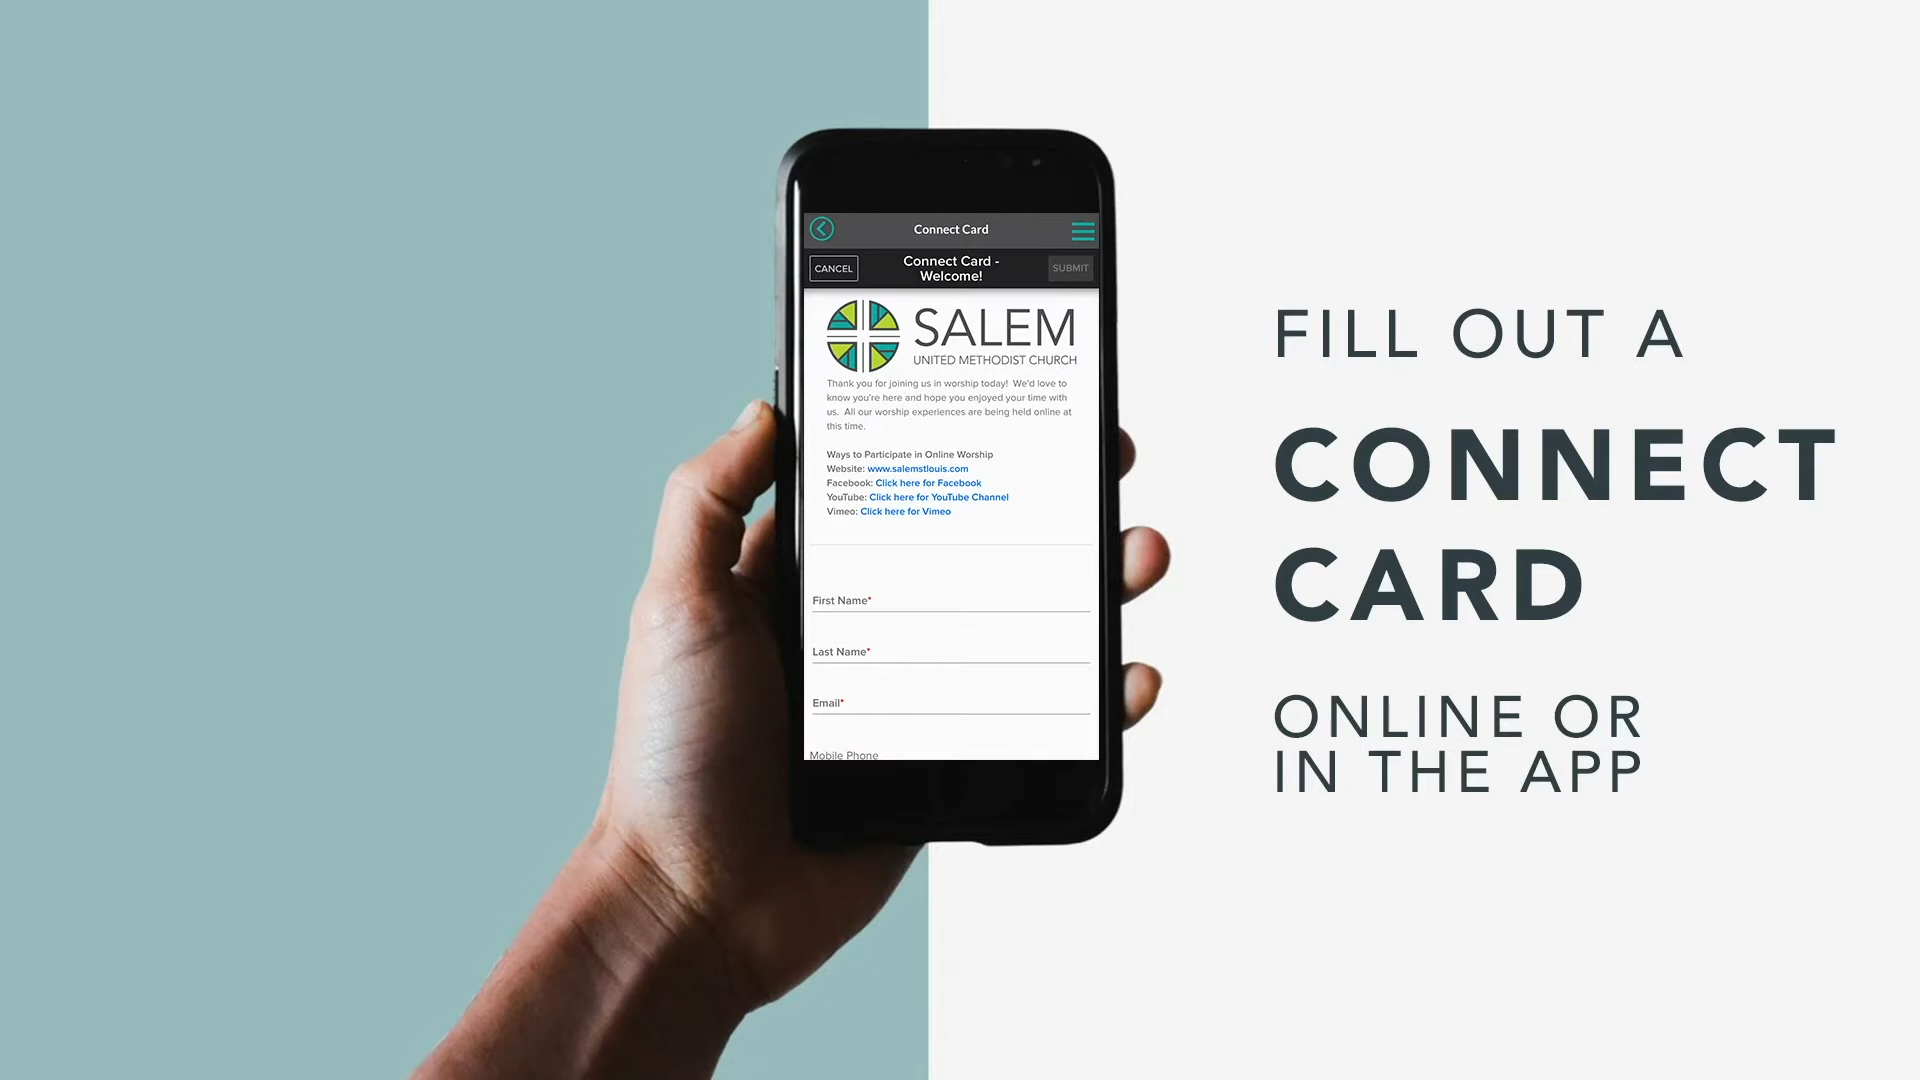 Connect Card
CANCEL
Connect Card -
Welcome!
SUBMIT
SALEM
UNITED METHODIST CHURCH
Thank you for joining us in worship today! We'd love to
know you're here and hope you enjoyed your time with
us. All our worship experiences are being held online at
this time.
Ways to Participate in Online Worship
Website: www.salemstlouis.com
Facebook: Click here for Facebook
YouTube: Click here for YouTube Channel
Vimeo: Click here for Vimeo
First Name*
Last Name*
Email*
Mobile Phone
FILL OUT A
CONNECT
CARD
ONLINE OR
IN THE APP